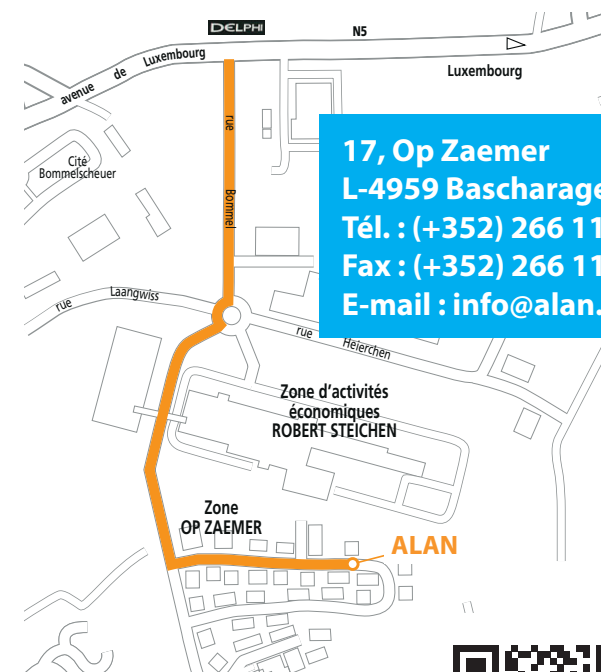 DELPHI
N5
avenue de Luxembourg
Luxembourg
rue Bommel
Cité
Bommelscheuer
17, Op Zaemer
L-4959 Bascharage
Tél. : (+352) 266 11
Fax : (+352) 266 11
E-mail : info@alan.
rue Laangwiss
rue Heierchen
Zone d'activités
économiques
ROBERT STEICHEN
Zone
OP ZAEMER
ALAN